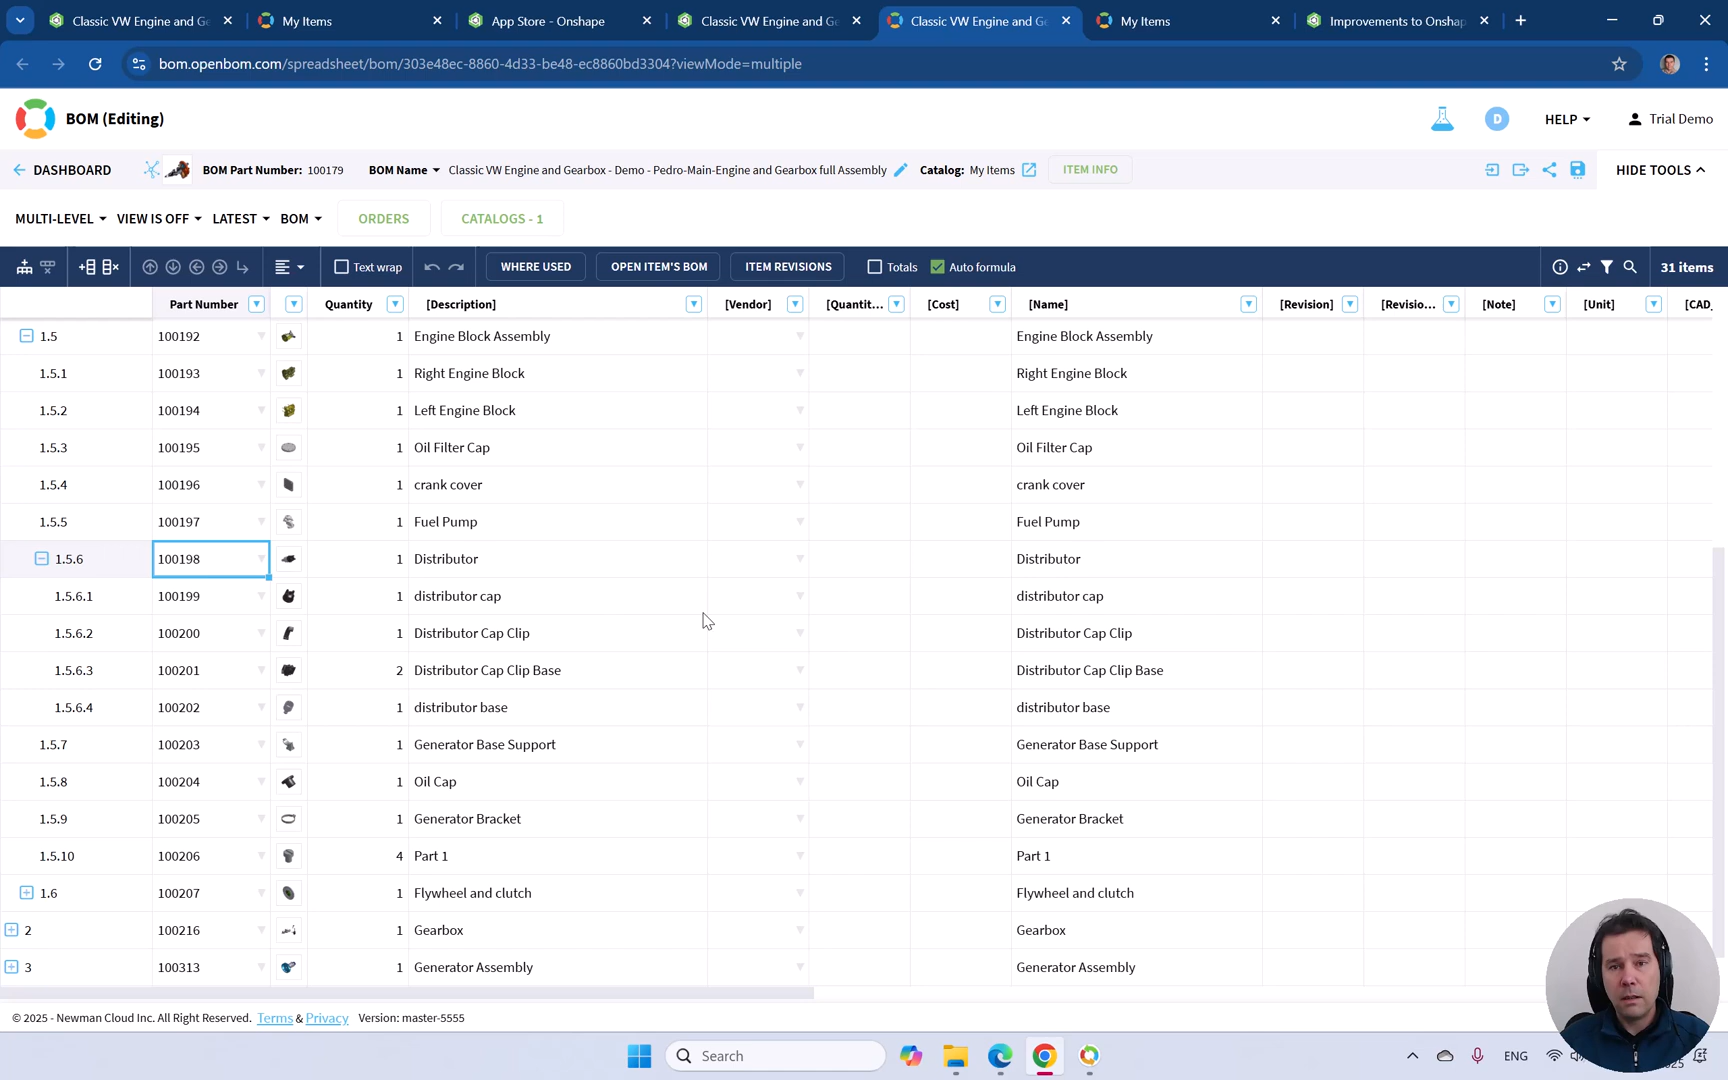 Classic VW Engine and Ge
My Items
App Store - Onshape
Classic VW Engine and Ge
Classic VW Engine and Ge
My Items
Improvements to Onshap
bom.openbom.com/spreadsheet/bom/303e48ec-8860-4d33-be48-ec8860bd3304?viewMode=multiple
BOM (Editing)
D
HELP
Trial Demo
DASHBOARD
BOM Part Number: 100179
BOM Name
Classic VW Engine and Gearbox - Demo - Pedro-Main-Engine and Gearbox full Assembly
Catalog: My Items
ITEM INFO
HIDE TOOLS
MULTI-LEVEL
VIEW IS OFF
LATEST
BOM
ORDERS
CATALOGS - 1
Text wrap
WHERE USED
OPEN ITEM'S BOM
ITEM REVISIONS
Totals
Auto formula
31 items
Part Number Quantity [Description] [Vendor] [Quantit... [Cost] [Name] [Revision] [Revisio... [Note] [Unit] [CAD_
1.5 100192 1 Engine Block Assembly Engine Block Assembly
1.5.1 100193 1 Right Engine Block Right Engine Block
1.5.2 100194 1 Left Engine Block Left Engine Block
1.5.3 100195 1 Oil Filter Cap Oil Filter Cap
1.5.4 100196 1 crank cover crank cover
1.5.5 100197 1 Fuel Pump Fuel Pump
1.5.6 100198 1 Distributor Distributor
1.5.6.1 100199 1 distributor cap distributor cap
1.5.6.2 100200 1 Distributor Cap Clip Distributor Cap Clip
1.5.6.3 100201 2 Distributor Cap Clip Base Distributor Cap Clip Base
1.5.6.4 100202 1 distributor base distributor base
1.5.7 100203 1 Generator Base Support Generator Base Support
1.5.8 100204 1 Oil Cap Oil Cap
1.5.9 100205 1 Generator Bracket Generator Bracket
1.5.10 100206 4 Part 1 Part 1
1.6 100207 1 Flywheel and clutch Flywheel and clutch
2 100216 1 Gearbox Gearbox
3 100313 1 Generator Assembly Generator Assembly
© 2025 - Newman Cloud Inc. All Right Reserved. Terms & Privacy Version: master-5555
Search
ENG